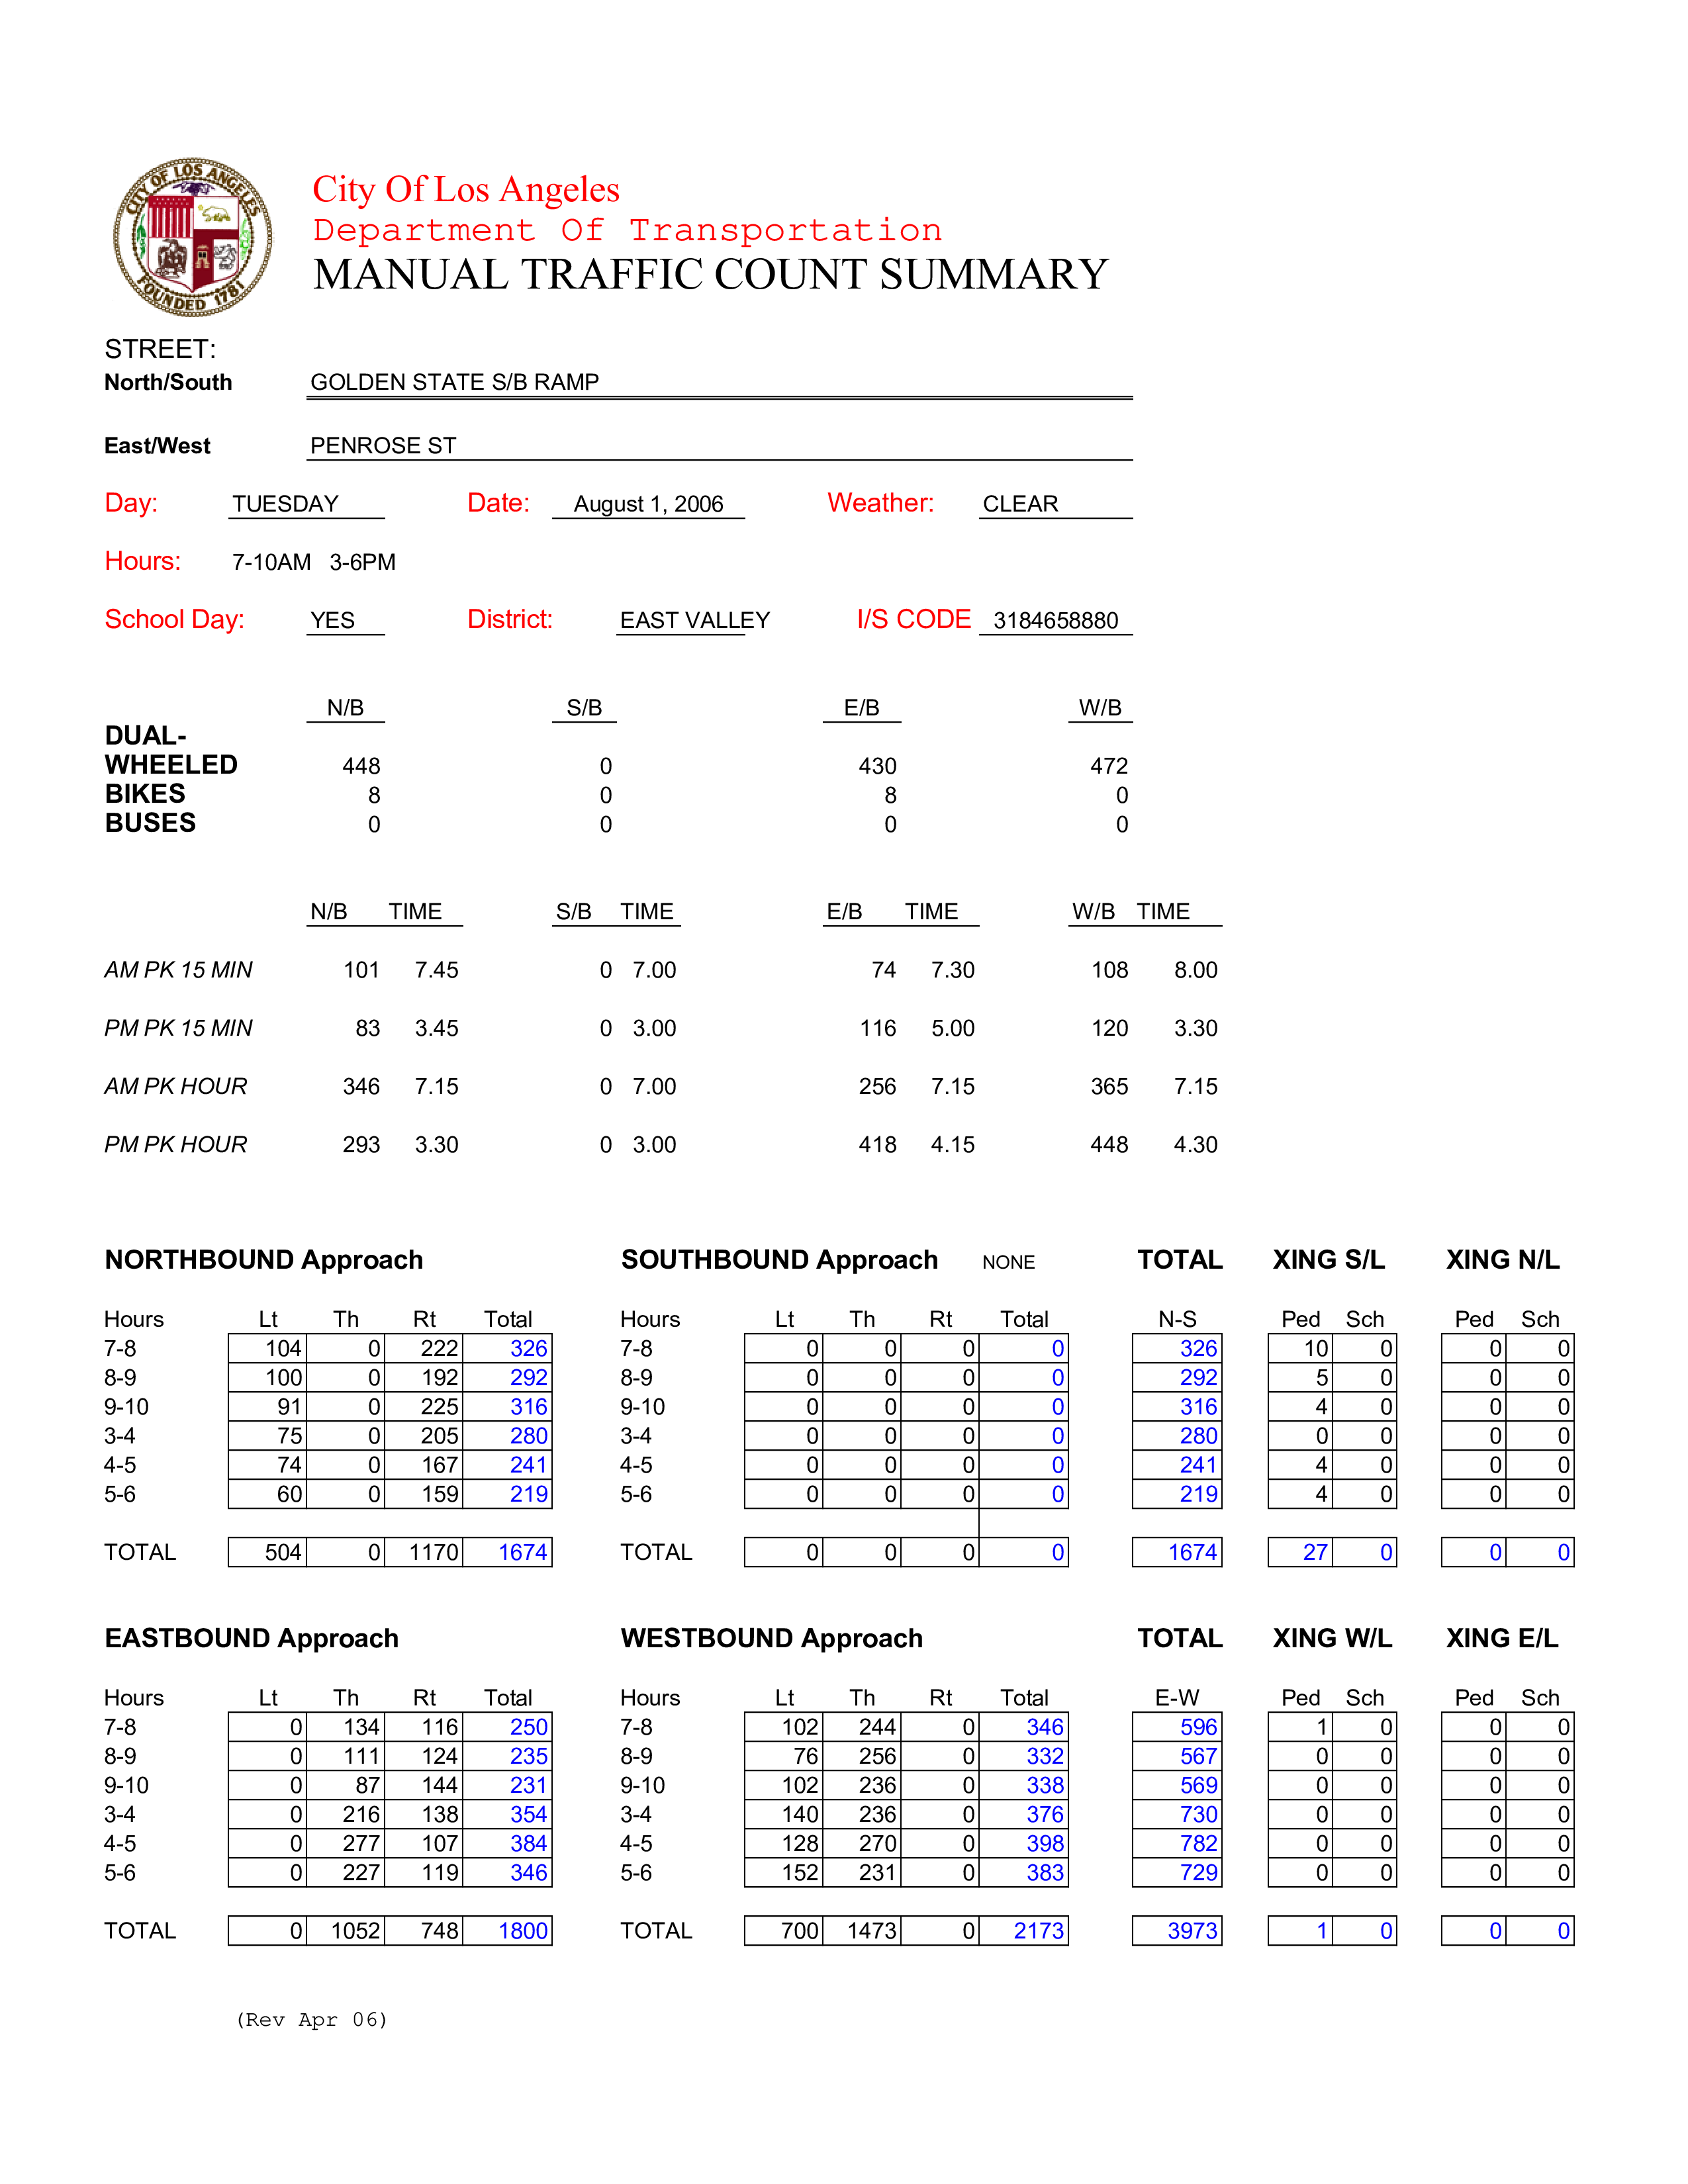 CITY OF LOS ANGELES
FOUNDED 1781
City Of Los Angeles
Department Of Transportation
MANUAL TRAFFIC COUNT SUMMARY
STREET:
North/South GOLDEN STATE S/B RAMP
East/West PENROSE ST
Day: TUESDAY Date: August 1, 2006 Weather: CLEAR
Hours: 7-10AM 3-6PM
School Day: YES District: EAST VALLEY I/S CODE 3184658880
N/B S/B E/B W/B
DUAL-
WHEELED 448 0 430 472
BIKES 8 0 8 0
BUSES 0 0 0 0
N/B TIME S/B TIME E/B TIME W/B TIME
AM PK 15 MIN 101 7.45 0 7.00 74 7.30 108 8.00
PM PK 15 MIN 83 3.45 0 3.00 116 5.00 120 3.30
AM PK HOUR 346 7.15 0 7.00 256 7.15 365 7.15
PM PK HOUR 293 3.30 0 3.00 418 4.15 448 4.30
NORTHBOUND Approach SOUTHBOUND Approach NONE TOTAL XING S/L XING N/L
Hours Lt Th Rt Total Hours Lt Th Rt Total N-S Ped Sch Ped Sch
7-8 104 0 222 326 7-8 0 0 0 0 326 10 0 0 0
8-9 100 0 192 292 8-9 0 0 0 0 292 5 0 0 0
9-10 91 0 225 316 9-10 0 0 0 0 316 4 0 0 0
3-4 75 0 205 280 3-4 0 0 0 0 280 0 0 0 0
4-5 74 0 167 241 4-5 0 0 0 0 241 4 0 0 0
5-6 60 0 159 219 5-6 0 0 0 0 219 4 0 0 0
TOTAL 504 0 1170 1674 TOTAL 0 0 0 0 1674 27 0 0 0
EASTBOUND Approach WESTBOUND Approach TOTAL XING W/L XING E/L
Hours Lt Th Rt Total Hours Lt Th Rt Total E-W Ped Sch Ped Sch
7-8 0 134 116 250 7-8 102 244 0 346 596 1 0 0 0
8-9 0 111 124 235 8-9 76 256 0 332 567 0 0 0 0
9-10 0 87 144 231 9-10 102 236 0 338 569 0 0 0 0
3-4 0 216 138 354 3-4 140 236 0 376 730 0 0 0 0
4-5 0 277 107 384 4-5 128 270 0 398 782 0 0 0 0
5-6 0 227 119 346 5-6 152 231 0 383 729 0 0 0 0
TOTAL 0 1052 748 1800 TOTAL 700 1473 0 2173 3973 1 0 0 0
(Rev Apr 06)